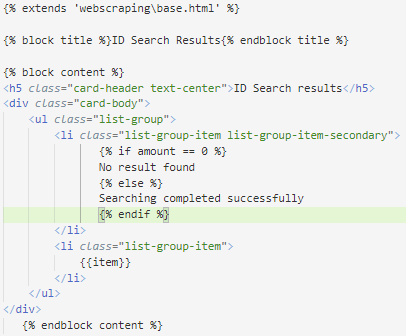 {% extends 'webscraping\base.html' %}
{% block title %}ID Search Results{% endblock title %}
{% block content %}
<h5 class="card-header text-center">ID Search results</h5>
<div class="card-body">
<ul class="list-group">
<li class="list-group-item list-group-item-secondary">
{% if amount == 0 %}
No result found
{% else %}
Searching completed successfully
{% endif %}
</li>
<li class="list-group-item">
{{item}}
</li>
</ul>
</div>
{% endblock content %}